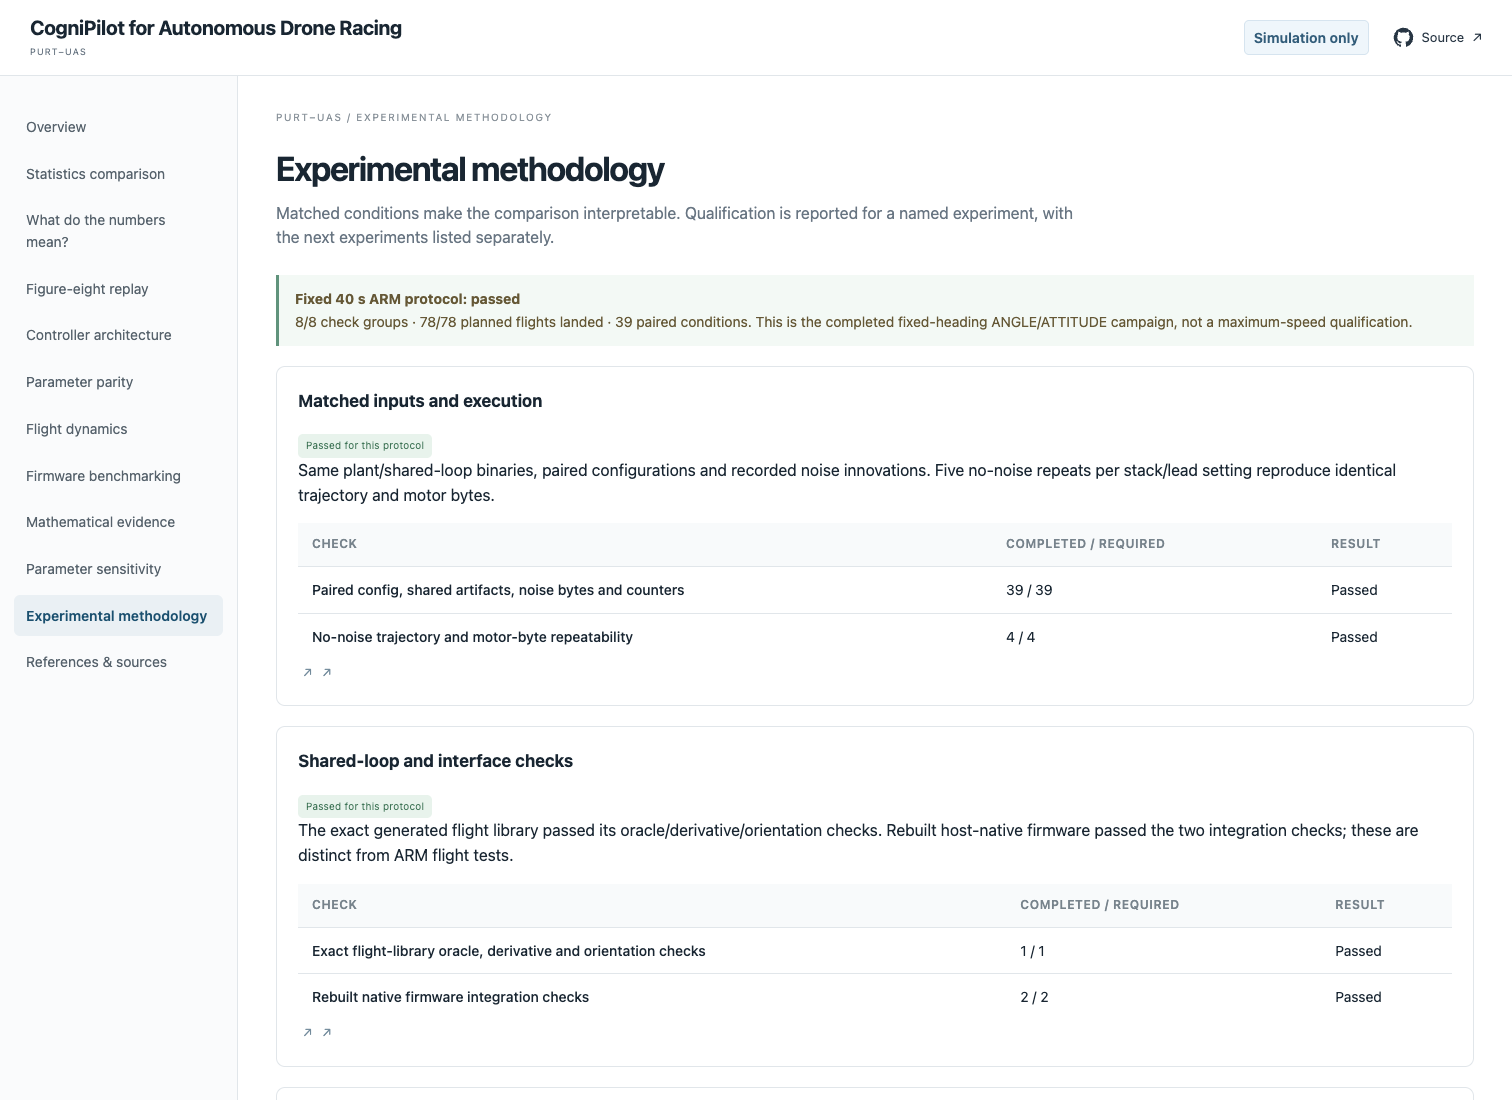 CogniPilot for Autonomous Drone Racing
PURT–UAS
Simulation only
Source ↗
Overview
Statistics comparison
What do the numbers
mean?
Figure-eight replay
Controller architecture
Parameter parity
Flight dynamics
Firmware benchmarking
Mathematical evidence
Parameter sensitivity
Experimental methodology
References & sources
PURT–UAS / EXPERIMENTAL METHODOLOGY
Experimental methodology
Matched conditions make the comparison interpretable. Qualification is reported for a named experiment, with
the next experiments listed separately.
Fixed 40 s ARM protocol: passed
8/8 check groups · 78/78 planned flights landed · 39 paired conditions. This is the completed fixed-heading ANGLE/ATTITUDE campaign, not a maximum-speed qualification.
Matched inputs and execution
Passed for this protocol
Same plant/shared-loop binaries, paired configurations and recorded noise innovations. Five no-noise repeats per stack/lead setting reproduce identical
trajectory and motor bytes.
CHECK COMPLETED / REQUIRED RESULT
Paired config, shared artifacts, noise bytes and counters 39 / 39 Passed
No-noise trajectory and motor-byte repeatability 4 / 4 Passed
↗ ↗
Shared-loop and interface checks
Passed for this protocol
The exact generated flight library passed its oracle/derivative/orientation checks. Rebuilt host-native firmware passed the two integration checks; these are
distinct from ARM flight tests.
CHECK COMPLETED / REQUIRED RESULT
Exact flight-library oracle, derivative and orientation checks 1 / 1 Passed
Rebuilt native firmware integration checks 2 / 2 Passed
↗ ↗